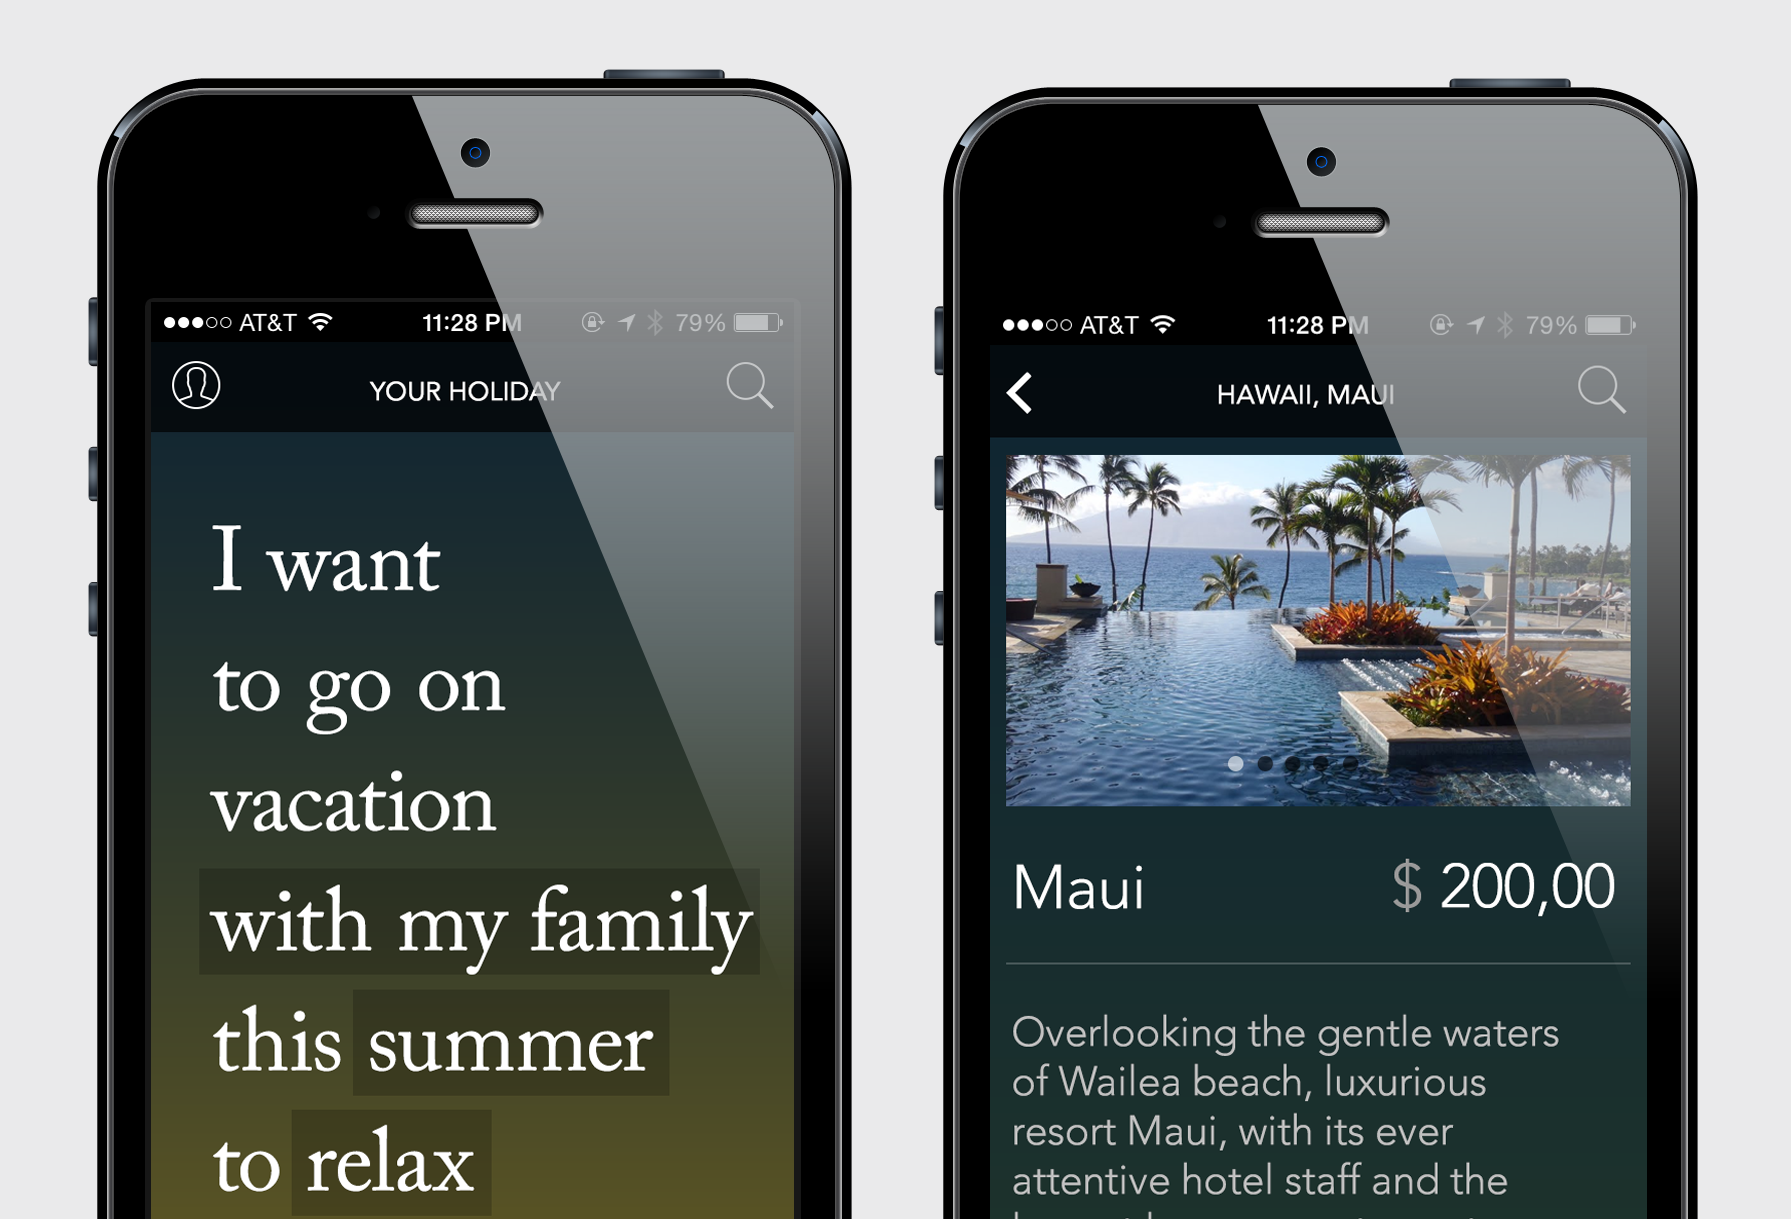 AT&T 11:28 PM 79%
YOUR HOLIDAY
I want
to go on
vacation
with my family
this summer
to relax
AT&T 11:28 PM 79%
HAWAII, MAUI
Maui $ 200,00
Overlooking the gentle waters
of Wailea beach, luxurious
resort Maui, with its ever
attentive hotel staff and the